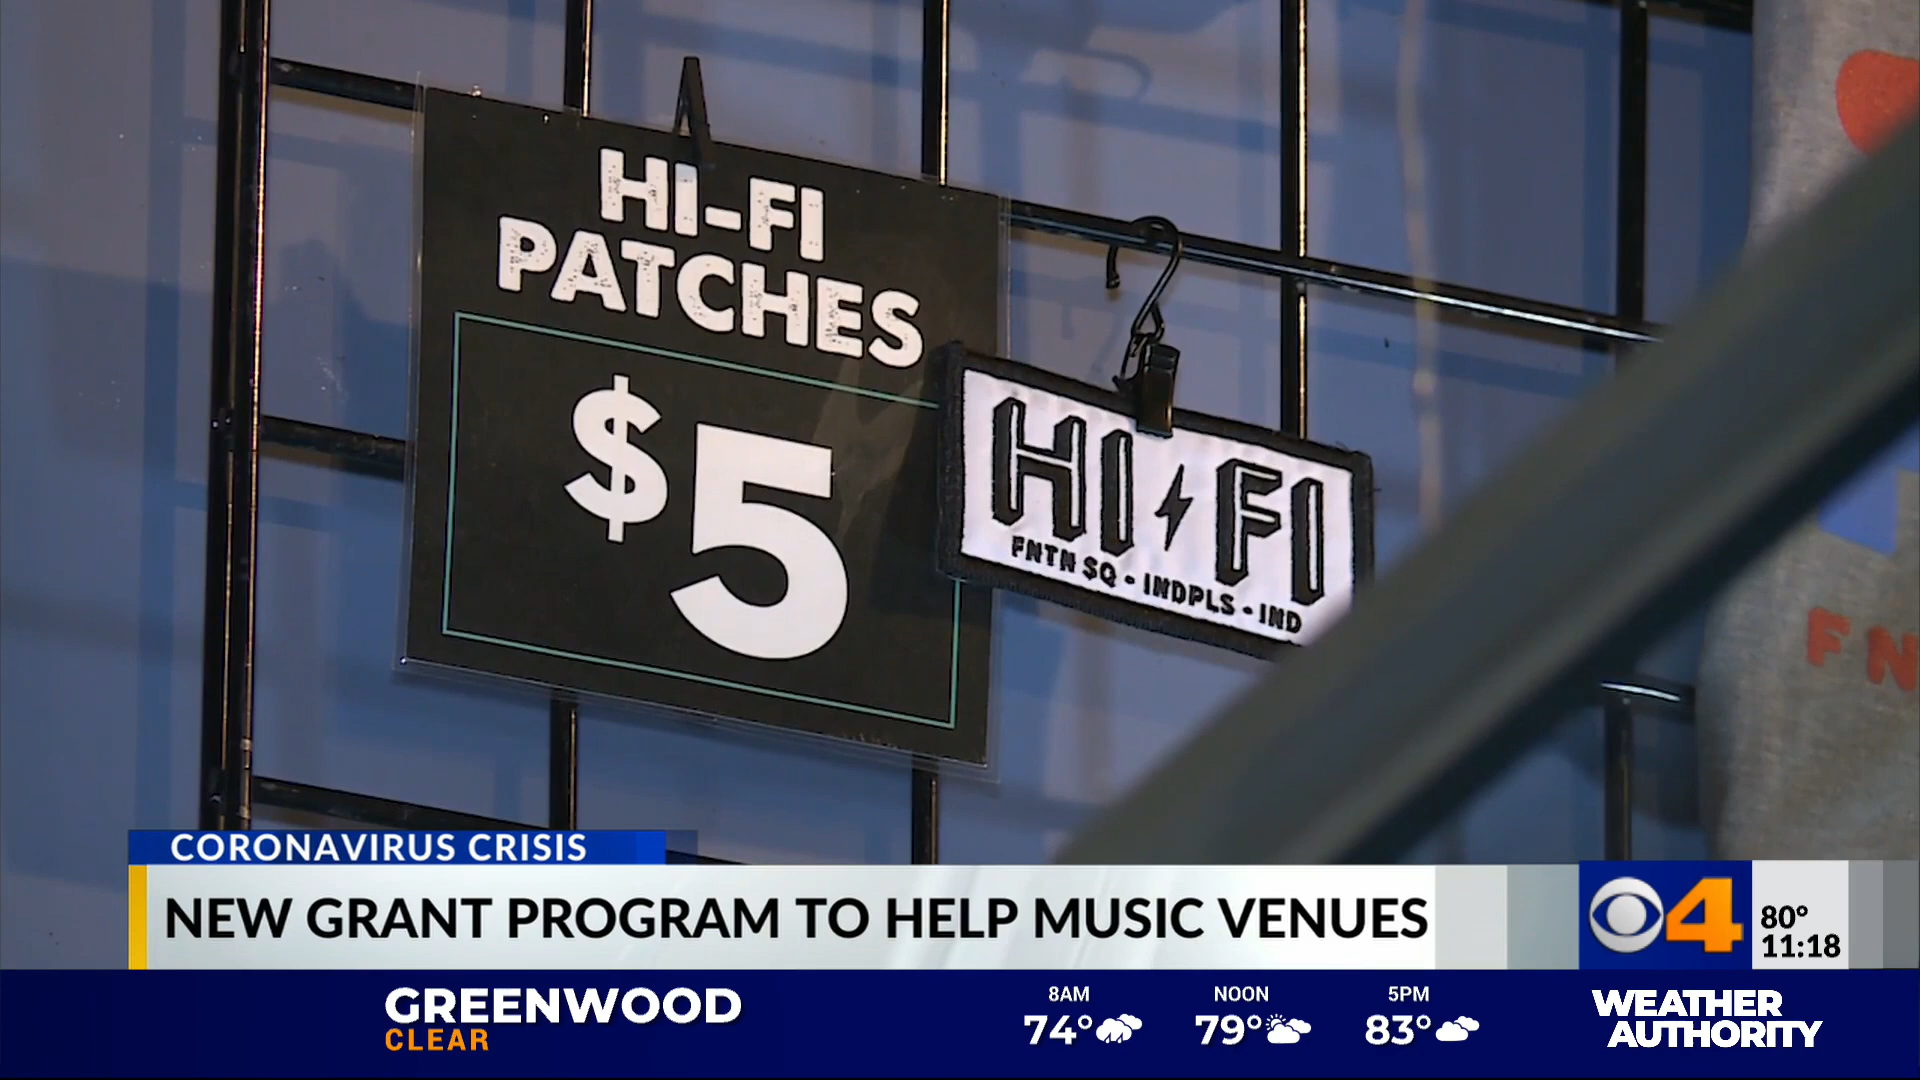 HI-FI
PATCHES
$5
HI FI
FNTN SQ • INDPLS • IND
FN
CORONAVIRUS CRISIS
NEW GRANT PROGRAM TO HELP MUSIC VENUES
4
80°
11:18
GREENWOOD
CLEAR
8AM
74°
NOON
79°
5PM
83°
WEATHER
AUTHORITY